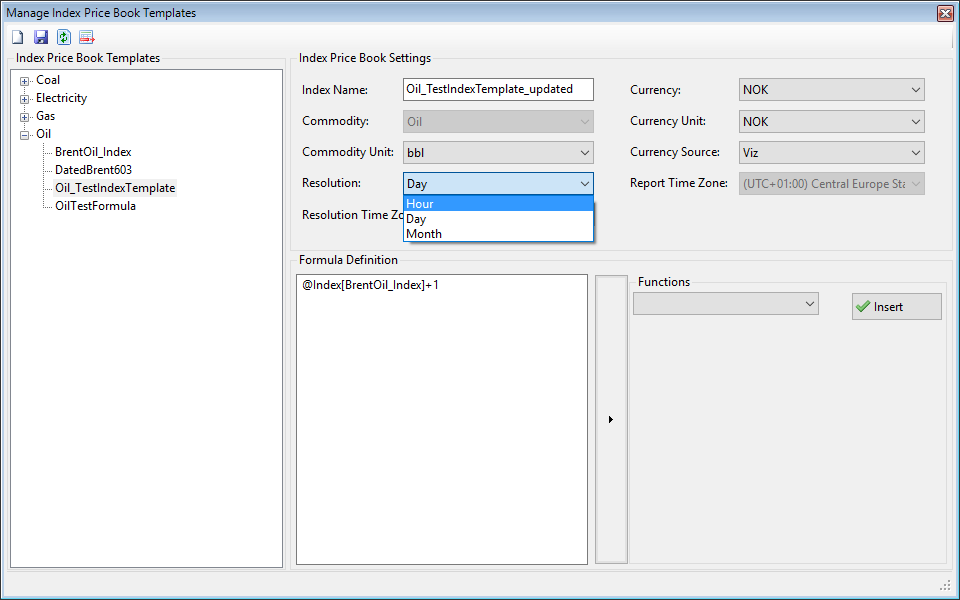 Manage Index Price Book Templates
Index Price Book Templates
Coal
Electricity
Gas
Oil
BrentOil_Index
DatedBrent603
Oil_TestIndexTemplate
OilTestFormula
Index Price Book Settings
Index Name: Oil_TestIndexTemplate_updated Currency: NOK
Commodity: Oil Currency Unit: NOK
Commodity Unit: bbl Currency Source: Viz
Resolution: Day Report Time Zone: (UTC+01:00) Central Europe Sta
Hour
Resolution Time Zo Day
Month
Formula Definition
@Index[BrentOil_Index]+1
Functions
Insert